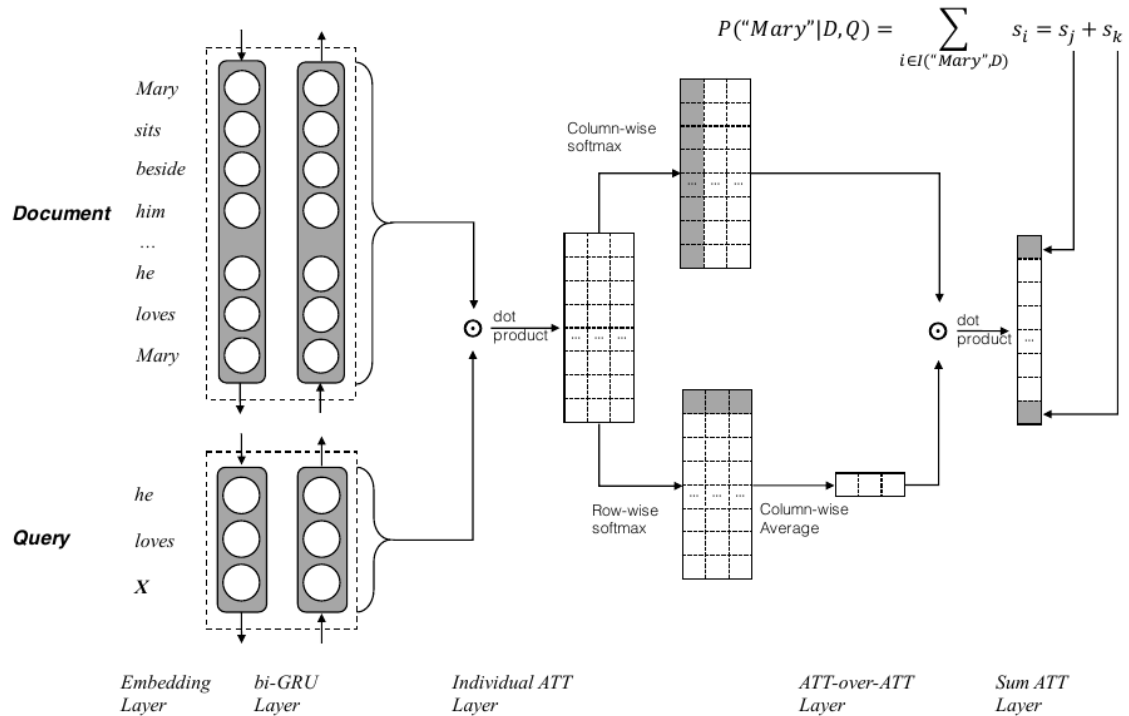 P("Mary"|D,Q) = ∑ s_i = s_j + s_k
i∈I("Mary",D)
Mary
sits
beside
him
...
he
loves
Mary
Document
Column-wise
softmax
...
...
...
dot
product
...
...
...
dot
product
...
he
loves
X
Query
Row-wise
softmax
...
...
...
Column-wise
Average
Embedding
Layer
bi-GRU
Layer
Individual ATT
Layer
ATT-over-ATT
Layer
Sum ATT
Layer